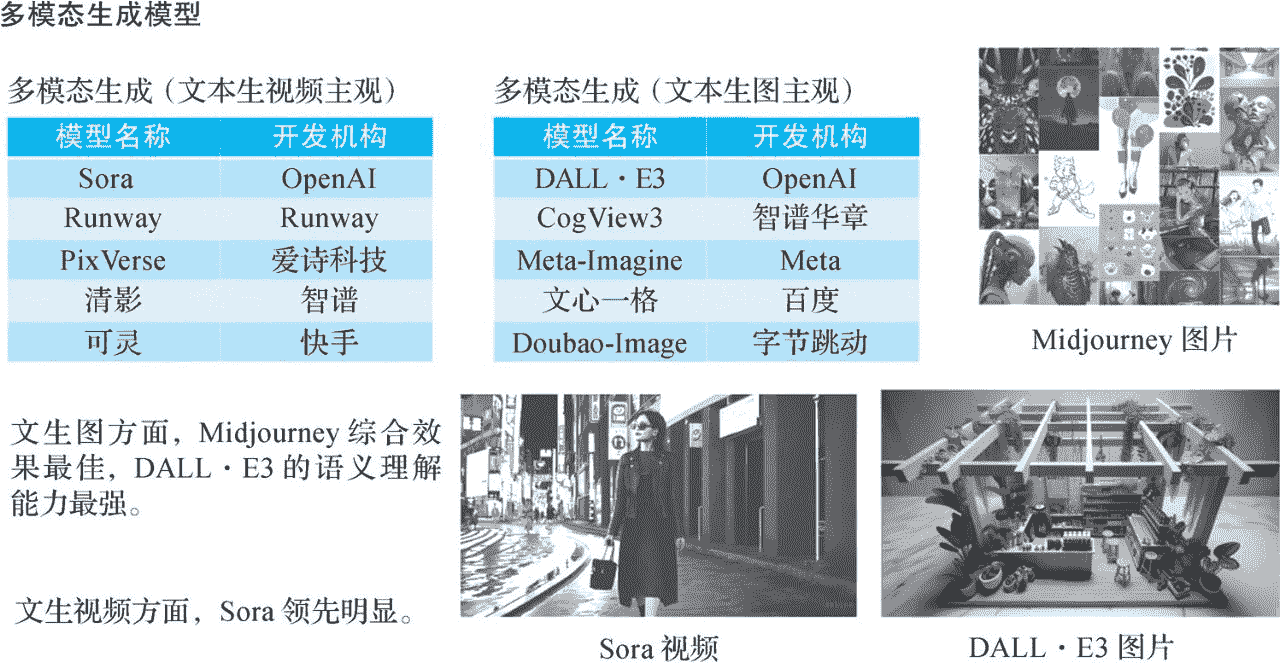 多模态生成模型
多模态生成（文本生视频主观）
模型名称 开发机构
Sora OpenAI
Runway Runway
PixVerse 爱诗科技
清影 智谱
可灵 快手
多模态生成（文本生图主观）
模型名称 开发机构
DALL·E3 OpenAI
CogView3 智谱华章
Meta-Imagine Meta
文心一格 百度
Doubao-Image 字节跳动
Midjourney 图片
文生图方面，Midjourney 综合效
果最佳，DALL·E3 的语义理解
能力最强。
文生视频方面，Sora 领先明显。
Sora 视频
DALL·E3 图片